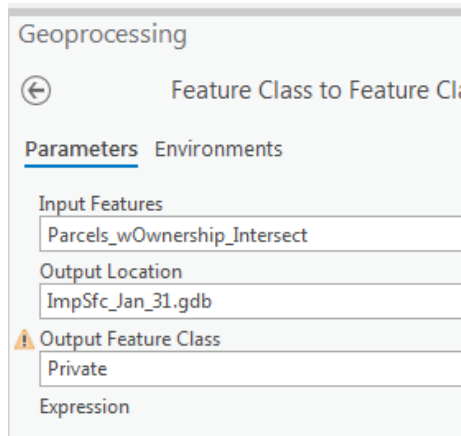 Geoprocessing
Feature Class to Feature Cl
Parameters Environments
Input Features
Parcels_wOwnership_Intersect
Output Location
ImpSfc_Jan_31.gdb
Output Feature Class
Private
Expression